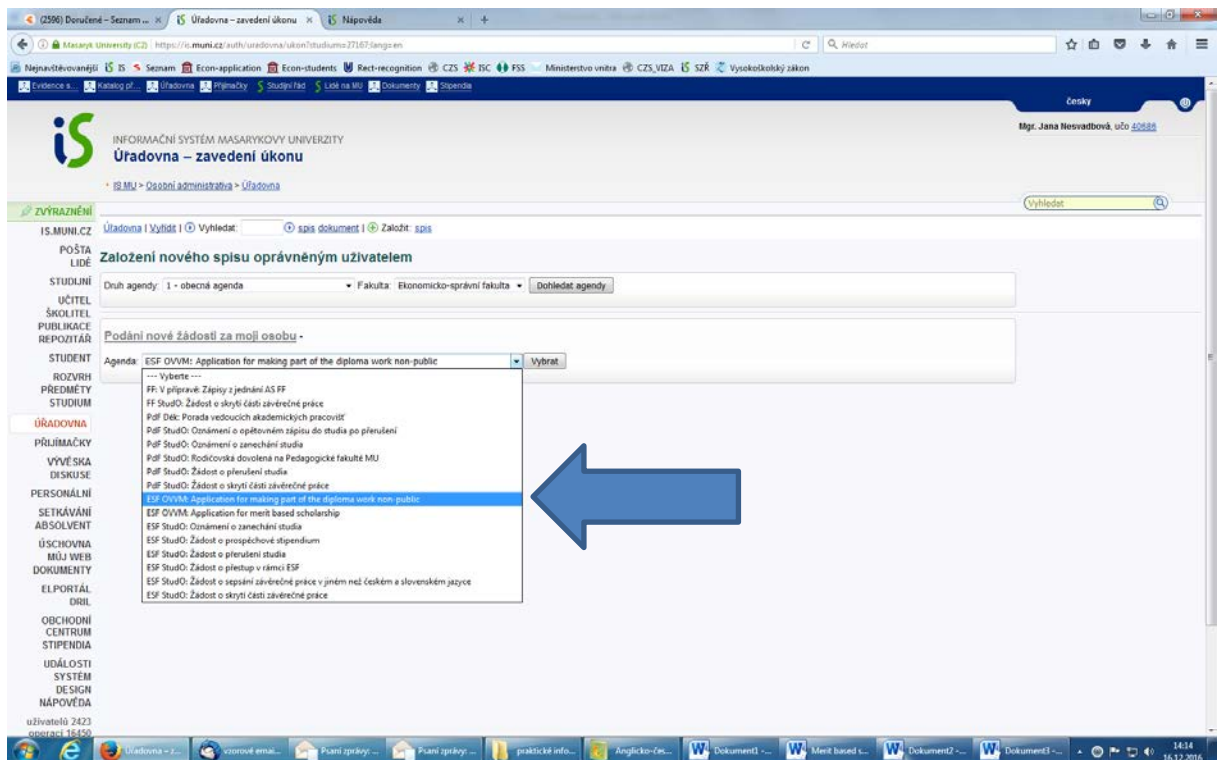 (2596) Doručené – Seznam ... ×
Úřadovna – zavedení úkonu ×
Nápověda ×
Masaryk University (CZ) https://is.muni.cz/auth/uradovna/ukon?studium=27167;lang=en
Hledat
Nejnavštěvovanější IS Seznam Econ-application Econ-students Rect-recognition CZS ISC FSS Ministerstvo vnitra CZS_VIZA SZŘ Vysokoškolský zákon
Evidence s... Katalog př... Úřadovna Přijímačky Studijní řád Lidé na MU Dokumenty Stipendia
česky
Mgr. Jana Nesvadbová, učo 40686
iS
INFORMAČNÍ SYSTÉM MASARYKOVY UNIVERZITY
Úřadovna – zavedení úkonu
IS MU > Osobní administrativa > Úřadovna
Vyhledat
ZVÝRAZNĚNÍ
IS.MUNI.CZ
POŠTA
LIDÉ
STUDIJNÍ
UČITEL
ŠKOLITEL
PUBLIKACE
REPOZITÁŘ
STUDENT
ROZVRH
PŘEDMĚTY
STUDIUM
ÚŘADOVNA
PŘIJÍMAČKY
VÝVĚSKA
DISKUSE
PERSONÁLNÍ
SETKÁVÁNÍ
ABSOLVENT
ÚSCHOVNA
MŮJ WEB
DOKUMENTY
ELPORTÁL
DRIL
OBCHODNÍ
CENTRUM
STIPENDIA
UDÁLOSTI
SYSTÉM
DESIGN
NÁPOVĚDA
uživatelů 2423
operací 16450
Úřadovna | Vyřídit | Vyhledat: spis dokument | Založit: spis
Založení nového spisu oprávněným uživatelem
Druh agendy: 1 - obecná agenda Fakulta: Ekonomicko-správní fakulta Dohledat agendy
Podání nové žádosti za moji osobu -
Agenda: ESF OVVM: Application for making part of the diploma work non-public Vybrat
--- Vyberte ---
FF: V přípravě: Zápisy z jednání AS FF
FF StudO: Žádost o skrytí části závěrečné práce
PdF Děk: Porada vedoucích akademických pracovišť
PdF StudO: Oznámení o opětovném zápisu do studia po přerušení
PdF StudO: Oznámení o zanechání studia
PdF StudO: Rodičovská dovolená na Pedagogické fakultě MU
PdF StudO: Žádost o přerušení studia
PdF StudO: Žádost o skrytí části závěrečné práce
ESF OVVM: Application for making part of the diploma work non-public
ESF OVVM: Application for merit based scholarship
ESF StudO: Oznámení o zanechání studia
ESF StudO: Žádost o prospěchové stipendium
ESF StudO: Žádost o přerušení studia
ESF StudO: Žádost o přestup v rámci ESF
ESF StudO: Žádost o sepsání závěrečné práce v jiném než českém a slovenském jazyce
ESF StudO: Žádost o skrytí části závěrečné práce
Úřadovna – z... vzorové emai... Psaní zprávy: ... Psaní zprávy: ... praktické info... Anglicko-čes... Dokument1 -... Merit based s... Dokument2 -... Dokument3 -...
14:14
16.12.2016